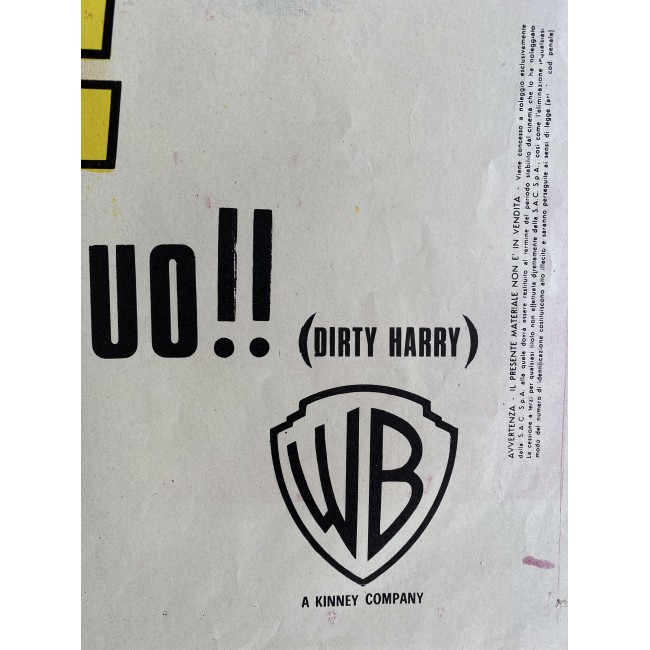 UO!!
(DIRTY HARRY)
WB
A KINNEY COMPANY
AVVERTENZA - IL PRESENTE MATERIALE NON E' IN VENDITA - Viene concesso a noleggio esclusivamente
dalla S.A.C. S.p.A. alla quale dovrà essere restituito al termine del periodo stabilito dal cinema che lo ha noleggiato
La cessione a terzi per qualsiasi titolo non effettuata direttamente dalla S.A.C. S.p.A., così come l'eliminazione in qualsiasi
modo del numero di identificazione costituiscono atto illecito e saranno perseguite ai sensi di legge (art. cod. penale)